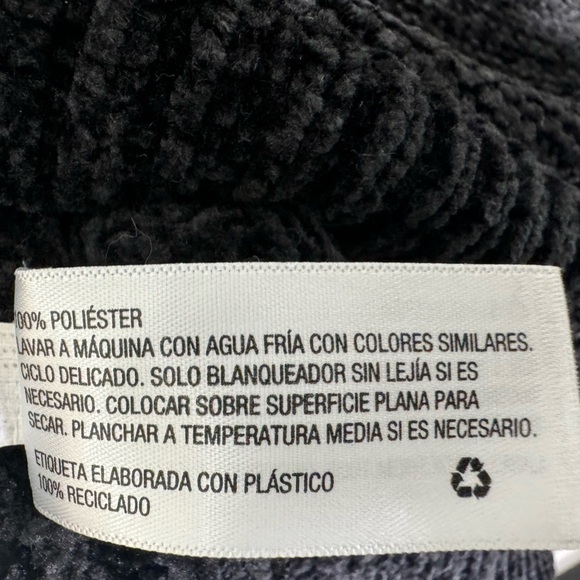 100% POLIÉSTER
LAVAR A MÁQUINA CON AGUA FRÍA CON COLORES SIMILARES.
CICLO DELICADO. SOLO BLANQUEADOR SIN LEJÍA SI ES
NECESARIO. COLOCAR SOBRE SUPERFICIE PLANA PARA
SECAR. PLANCHAR A TEMPERATURA MEDIA SI ES NECESARIO.
ETIQUETA ELABORADA CON PLÁSTICO
100% RECICLADO